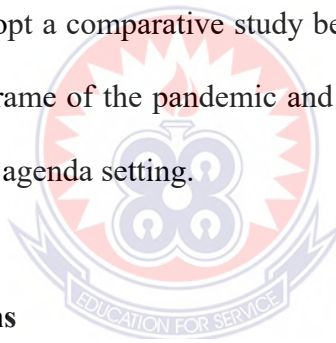 opt a comparative study be
rame of the pandemic and
agenda setting.
EDUCATION FOR SERVICE
ns